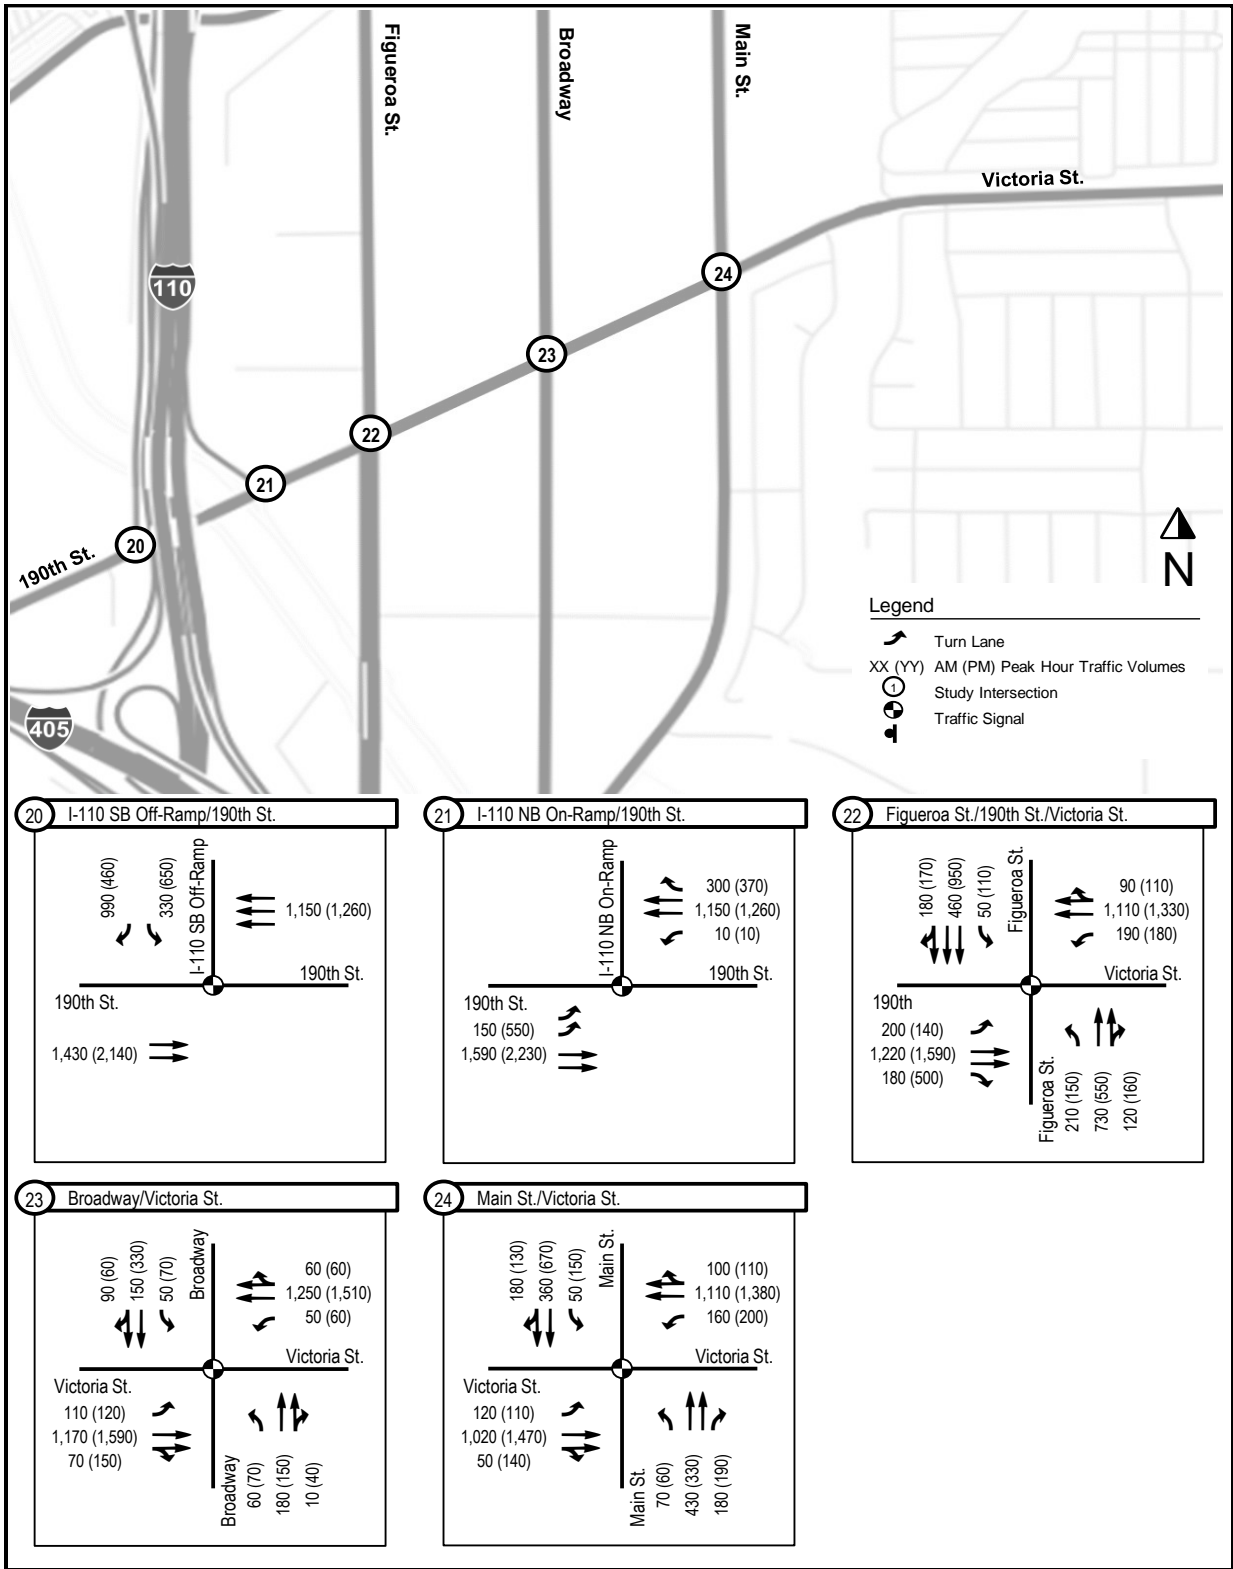 Figueroa St.
Broadway
Main St.
Victoria St.
110
24
23
22
21
20
190th St.
N
405
Legend
Turn Lane
XX (YY) AM (PM) Peak Hour Traffic Volumes
1 Study Intersection
Traffic Signal
20 I-110 SB Off-Ramp/190th St.
990 (460)
330 (650)
I-110 SB Off-Ramp
1,150 (1,260)
190th St.
190th St.
1,430 (2,140)
21 I-110 NB On-Ramp/190th St.
I-110 NB On-Ramp
300 (370)
1,150 (1,260)
10 (10)
190th St.
190th St.
150 (550)
1,590 (2,230)
22 Figueroa St./190th St./Victoria St.
180 (170)
460 (950)
50 (110)
Figueroa St.
90 (110)
1,110 (1,330)
190 (180)
Victoria St.
190th
200 (140)
1,220 (1,590)
180 (500)
Figueroa St.
210 (150)
730 (550)
120 (160)
23 Broadway/Victoria St.
90 (60)
150 (330)
50 (70)
Broadway
60 (60)
1,250 (1,510)
50 (60)
Victoria St.
Victoria St.
110 (120)
1,170 (1,590)
70 (150)
Broadway
60 (70)
180 (150)
10 (40)
24 Main St./Victoria St.
180 (130)
360 (670)
50 (150)
Main St.
100 (110)
1,110 (1,380)
160 (200)
Victoria St.
Victoria St.
120 (110)
1,020 (1,470)
50 (140)
Main St.
70 (60)
430 (330)
180 (190)